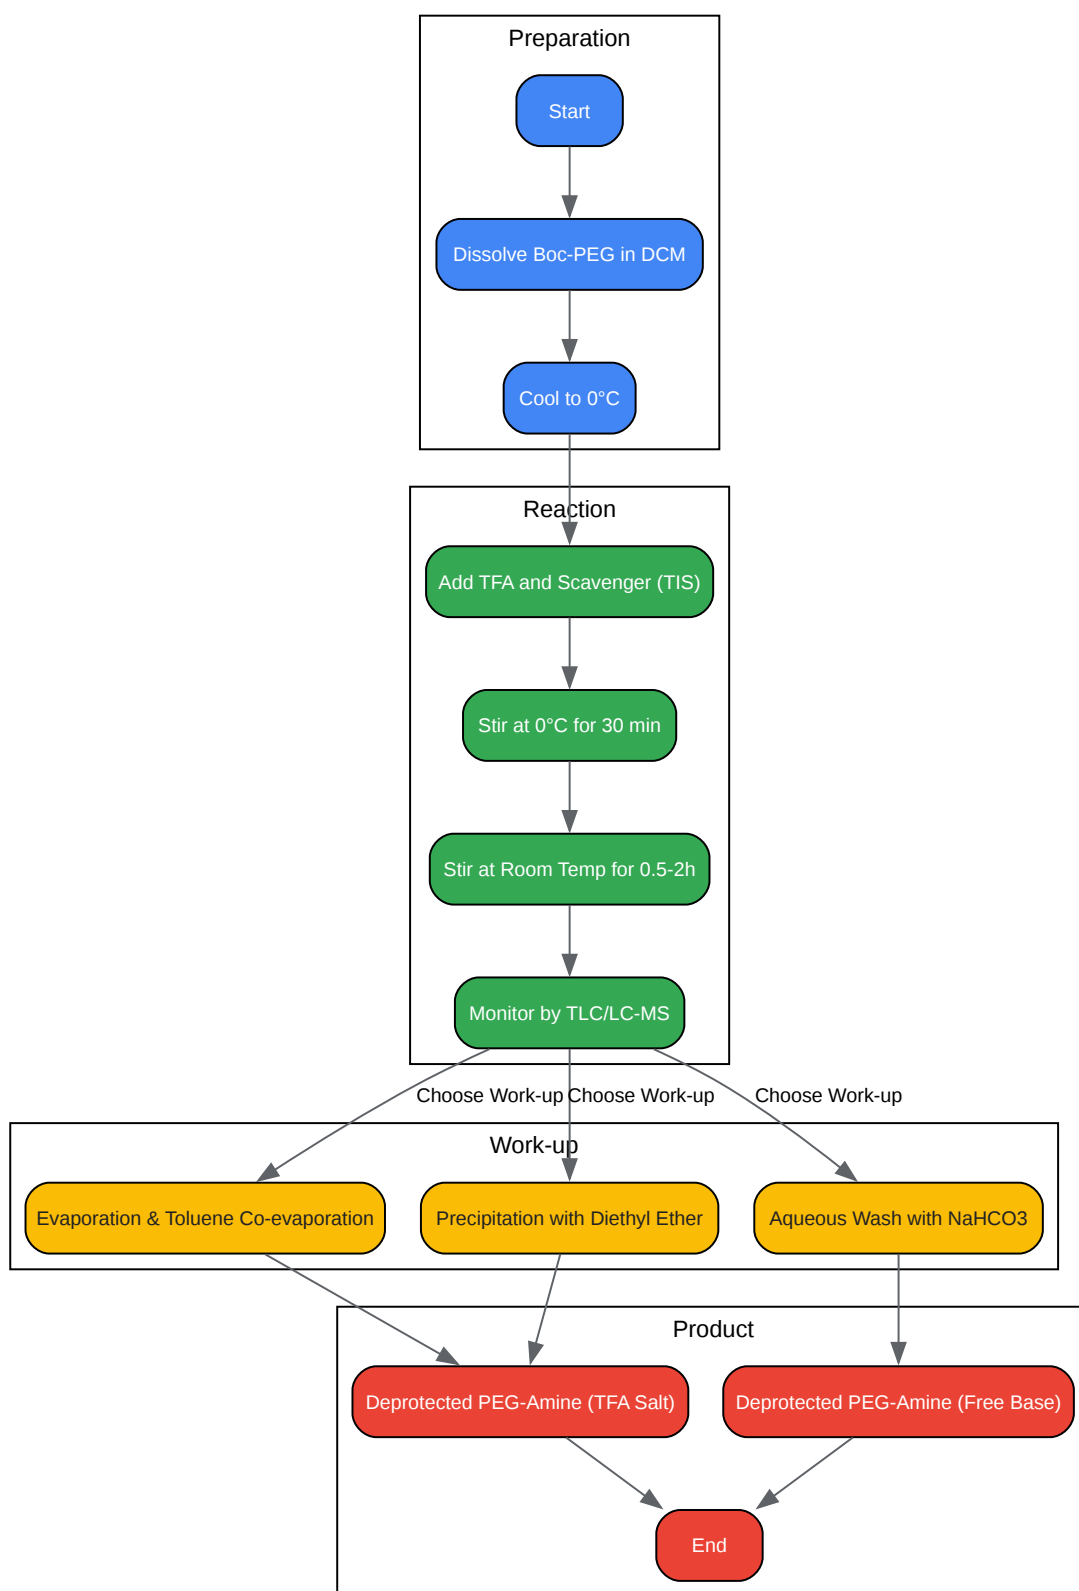 Preparation
Start
Dissolve Boc-PEG in DCM
Cool to 0°C
Reaction
Add TFA and Scavenger (TIS)
Stir at 0°C for 30 min
Stir at Room Temp for 0.5-2h
Monitor by TLC/LC-MS
Choose Work-up
Choose Work-up
Choose Work-up
Work-up
Evaporation & Toluene Co-evaporation
Precipitation with Diethyl Ether
Aqueous Wash with NaHCO3
Product
Deprotected PEG-Amine (TFA Salt)
Deprotected PEG-Amine (Free Base)
End